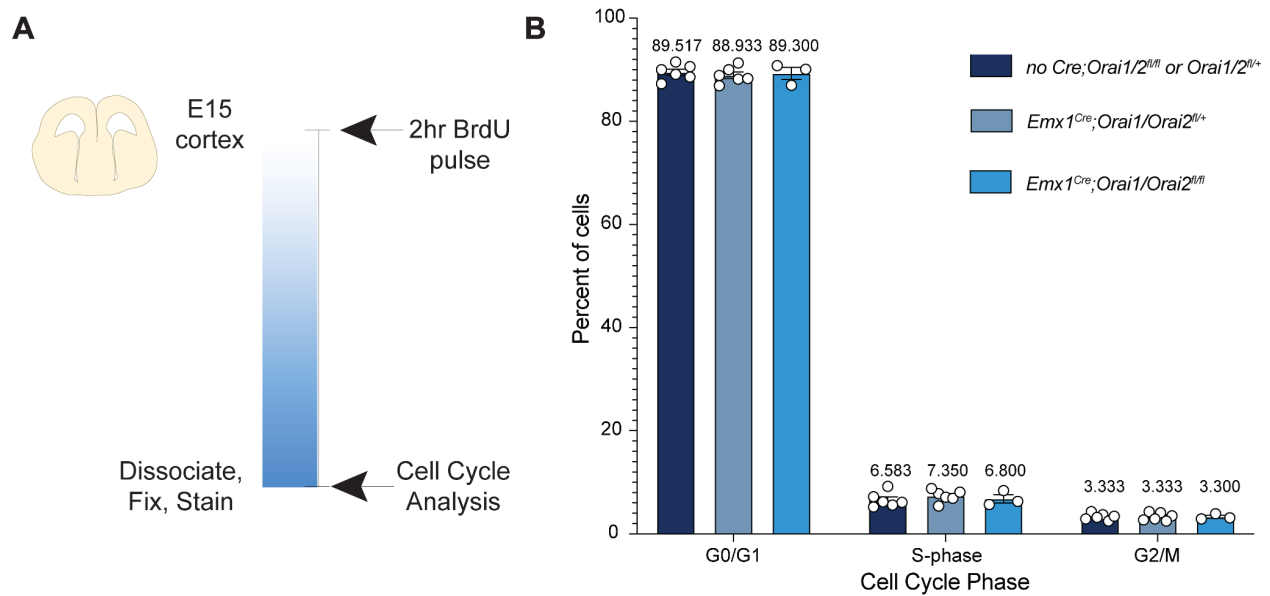 A
E15
cortex
2hr BrdU
pulse
Dissociate,
Fix, Stain
Cell Cycle
Analysis
B
100
80
60
40
20
0
Percent of cells
89.517 88.933 89.300
6.583 7.350 6.800
3.333 3.333 3.300
G0/G1 S-phase G2/M
Cell Cycle Phase
no Cre;Orai1/2fl/fl or Orai1/2fl/+
Emx1Cre;Orai1/Orai2fl/+
Emx1Cre;Orai1/Orai2fl/fl